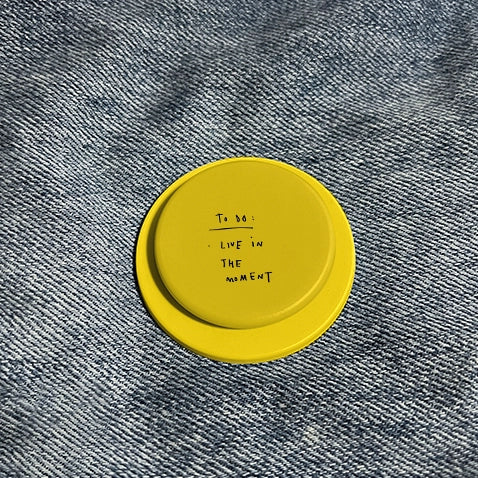 To Do:
· LIVE iN
THE
moMENT